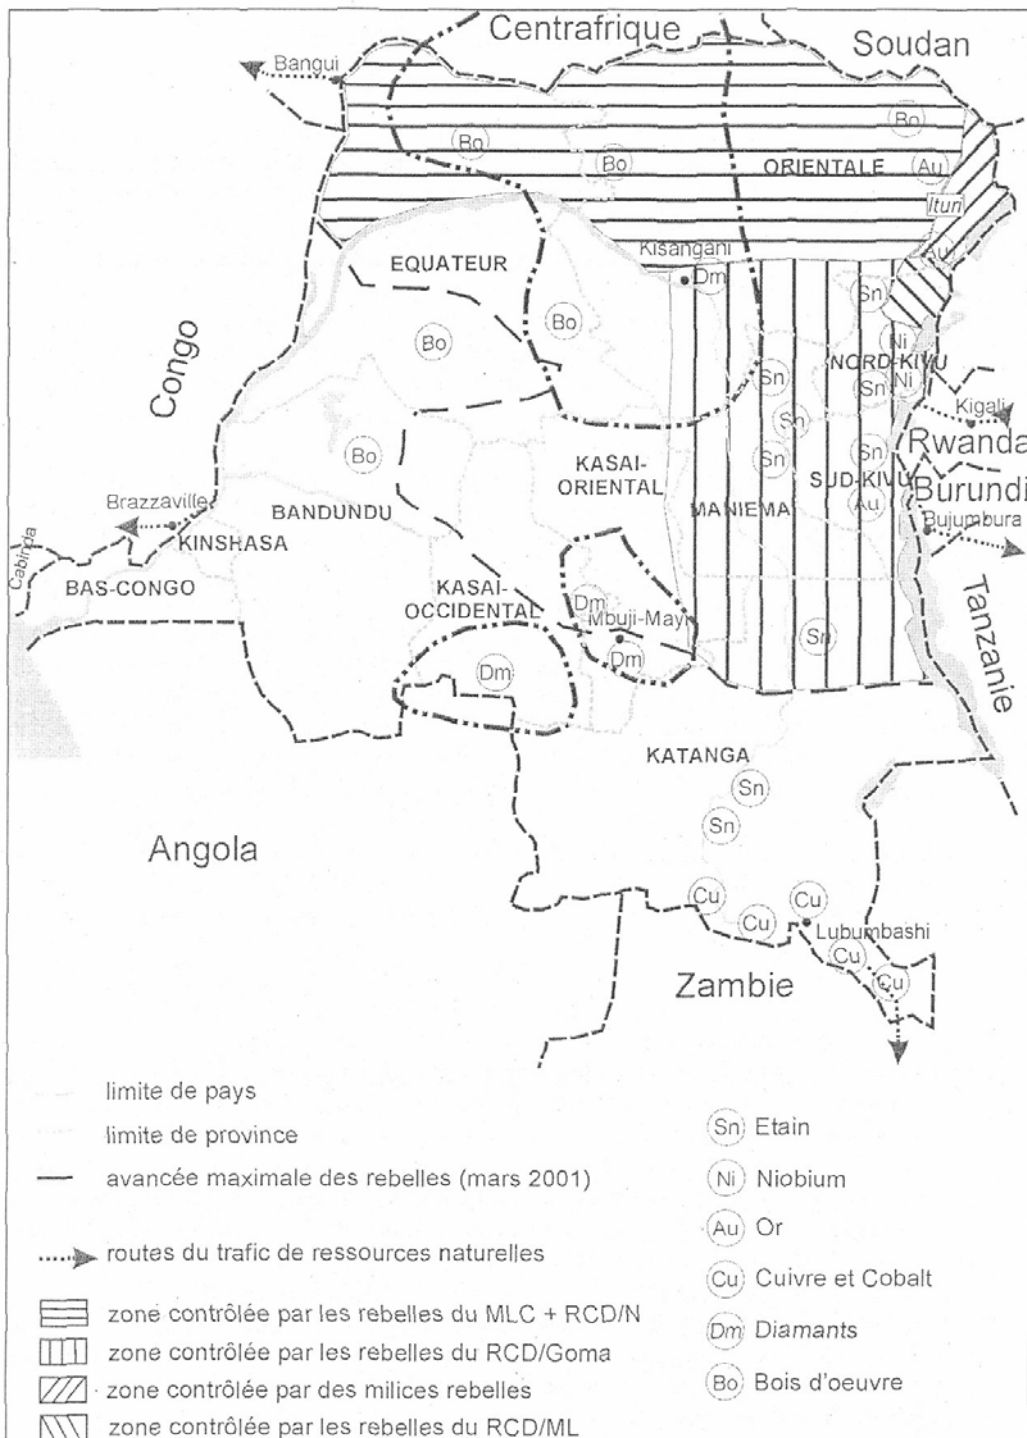 Centrafrique
Soudan
Bangui
Bo
Bo
Bo
ORIENTALE
Au
Ituri
Au
Kisangani
Dm
EQUATEUR
Sn
Bo
Bo
Ni
NORD-KIVU
Congo
Sn
Sn
Ni
Kigali
Rwanda
Sn
Bo
KASAI-
ORIENTAL
Sn
Sn
SUD-KIVU
Burundi
Brazzaville
BANDUNDU
MANIEMA
Au
Bujumbura
KINSHASA
Cabinda
BAS-CONGO
KASAI-
OCCIDENTAL
Dm
Mbuji-Mayi
Sn
Tanzanie
Dm
Dm
KATANGA
Sn
Sn
Angola
Cu
Cu
Cu
Lubumbashi
Cu
Cu
Zambie
limite de pays
limite de province
avancée maximale des rebelles (mars 2001)
routes du trafic de ressources naturelles
zone contrôlée par les rebelles du MLC + RCD/N
zone contrôlée par les rebelles du RCD/Goma
zone contrôlée par des milices rebelles
zone contrôlée par les rebelles du RCD/ML
Sn Etain
Ni Niobium
Au Or
Cu Cuivre et Cobalt
Dm Diamants
Bo Bois d'oeuvre